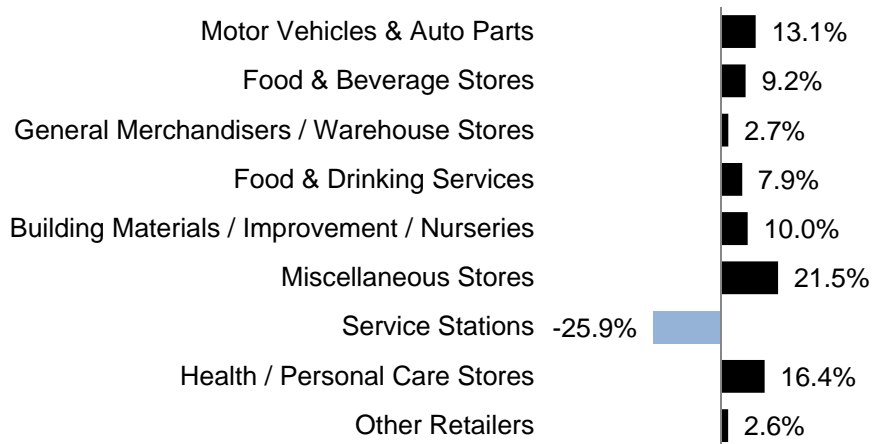 Motor Vehicles & Auto Parts 13.1%
Food & Beverage Stores 9.2%
General Merchandisers / Warehouse Stores 2.7%
Food & Drinking Services 7.9%
Building Materials / Improvement / Nurseries 10.0%
Miscellaneous Stores 21.5%
Service Stations -25.9%
Health / Personal Care Stores 16.4%
Other Retailers 2.6%